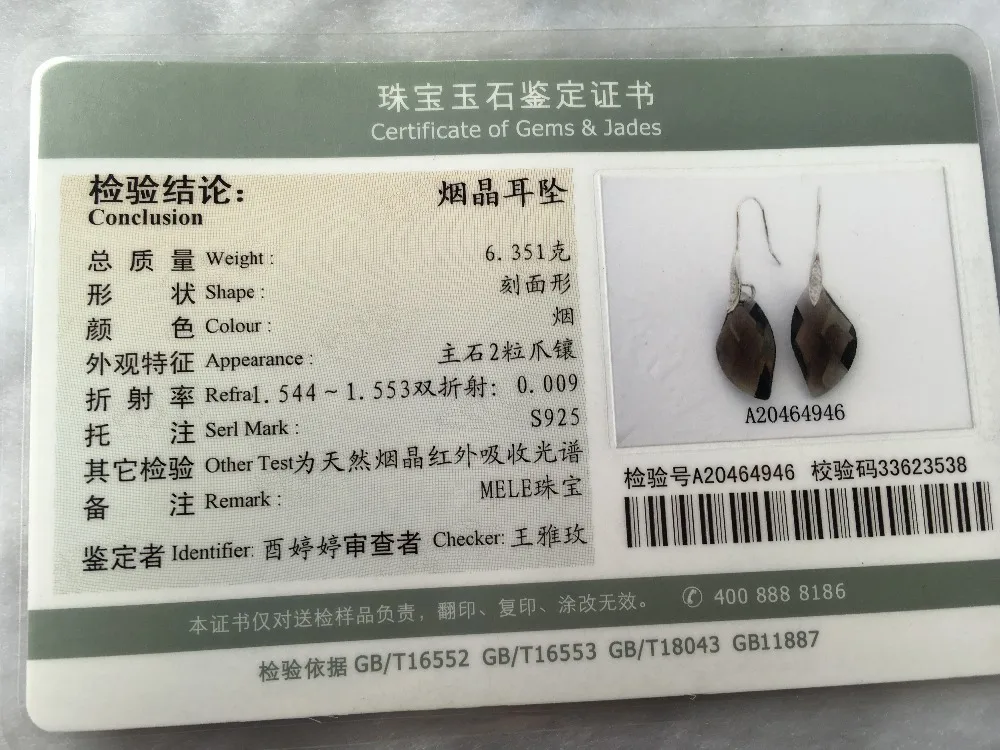 珠宝玉石鉴定证书
Certificate of Gems & Jades
检验结论： 烟晶耳坠
Conclusion
总质量 Weight : 6.351克
形状 Shape : 刻面形
颜色 Colour : 烟
外观特征 Appearance : 主石2粒爪镶
折射率 Refra1.544~1.553双折射: 0.009
托注 Serl Mark : S925
其它检验 Other Test为天然烟晶红外吸收光谱
备注 Remark : MELE珠宝
鉴定者 Identifier: 酉婷婷审查者 Checker: 王雅玫
A20464946
检验号A20464946 校验码33623538
本证书仅对送检样品负责，翻印、复印、涂改无效。 ✆ 400 888 8186
检验依据 GB/T16552 GB/T16553 GB/T18043 GB11887